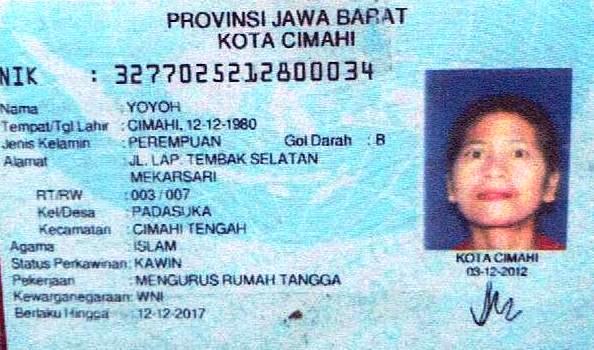 PROVINSI JAWA BARAT
KOTA CIMAHI
NIK : 3277025212800034
Nama : YOYOH
Tempat/Tgl Lahir : CIMAHI, 12-12-1980
Jenis Kelamin : PEREMPUAN Gol Darah : B
Alamat : JL. LAP. TEMBAK SELATAN
MEKARSARI
RT/RW : 003 / 007
Kel/Desa : PADASUKA
Kecamatan : CIMAHI TENGAH
Agama : ISLAM
Status Perkawinan : KAWIN
Pekerjaan : MENGURUS RUMAH TANGGA
Kewarganegaraan : WNI
Berlaku Hingga : 12-12-2017
KOTA CIMAHI
03-12-2012